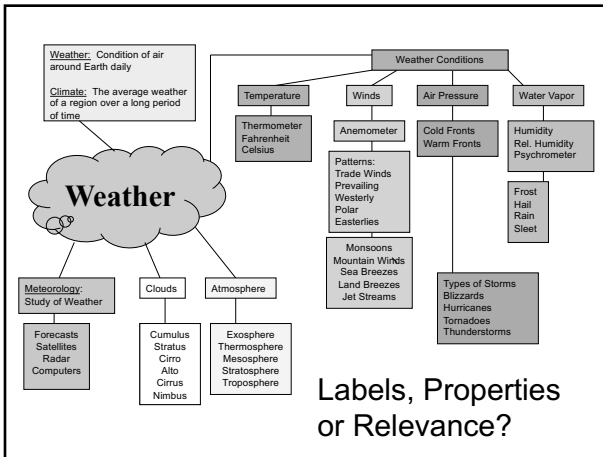 Weather: Condition of air
around Earth daily
Climate: The average weather
of a region over a long period
of time
Weather Conditions
Temperature
Thermometer
Fahrenheit
Celsius
Winds
Anemometer
Patterns:
Trade Winds
Prevailing
Westerly
Polar
Easterlies
Monsoons
Mountain Winds
Sea Breezes
Land Breezes
Jet Streams
Air Pressure
Cold Fronts
Warm Fronts
Types of Storms
Blizzards
Hurricanes
Tornadoes
Thunderstorms
Water Vapor
Humidity
Rel. Humidity
Psychrometer
Frost
Hail
Rain
Sleet
Weather
Meteorology:
Study of Weather
Forecasts
Satellites
Radar
Computers
Clouds
Cumulus
Stratus
Cirro
Alto
Cirrus
Nimbus
Atmosphere
Exosphere
Thermosphere
Mesosphere
Stratosphere
Troposphere
Labels, Properties
or Relevance?